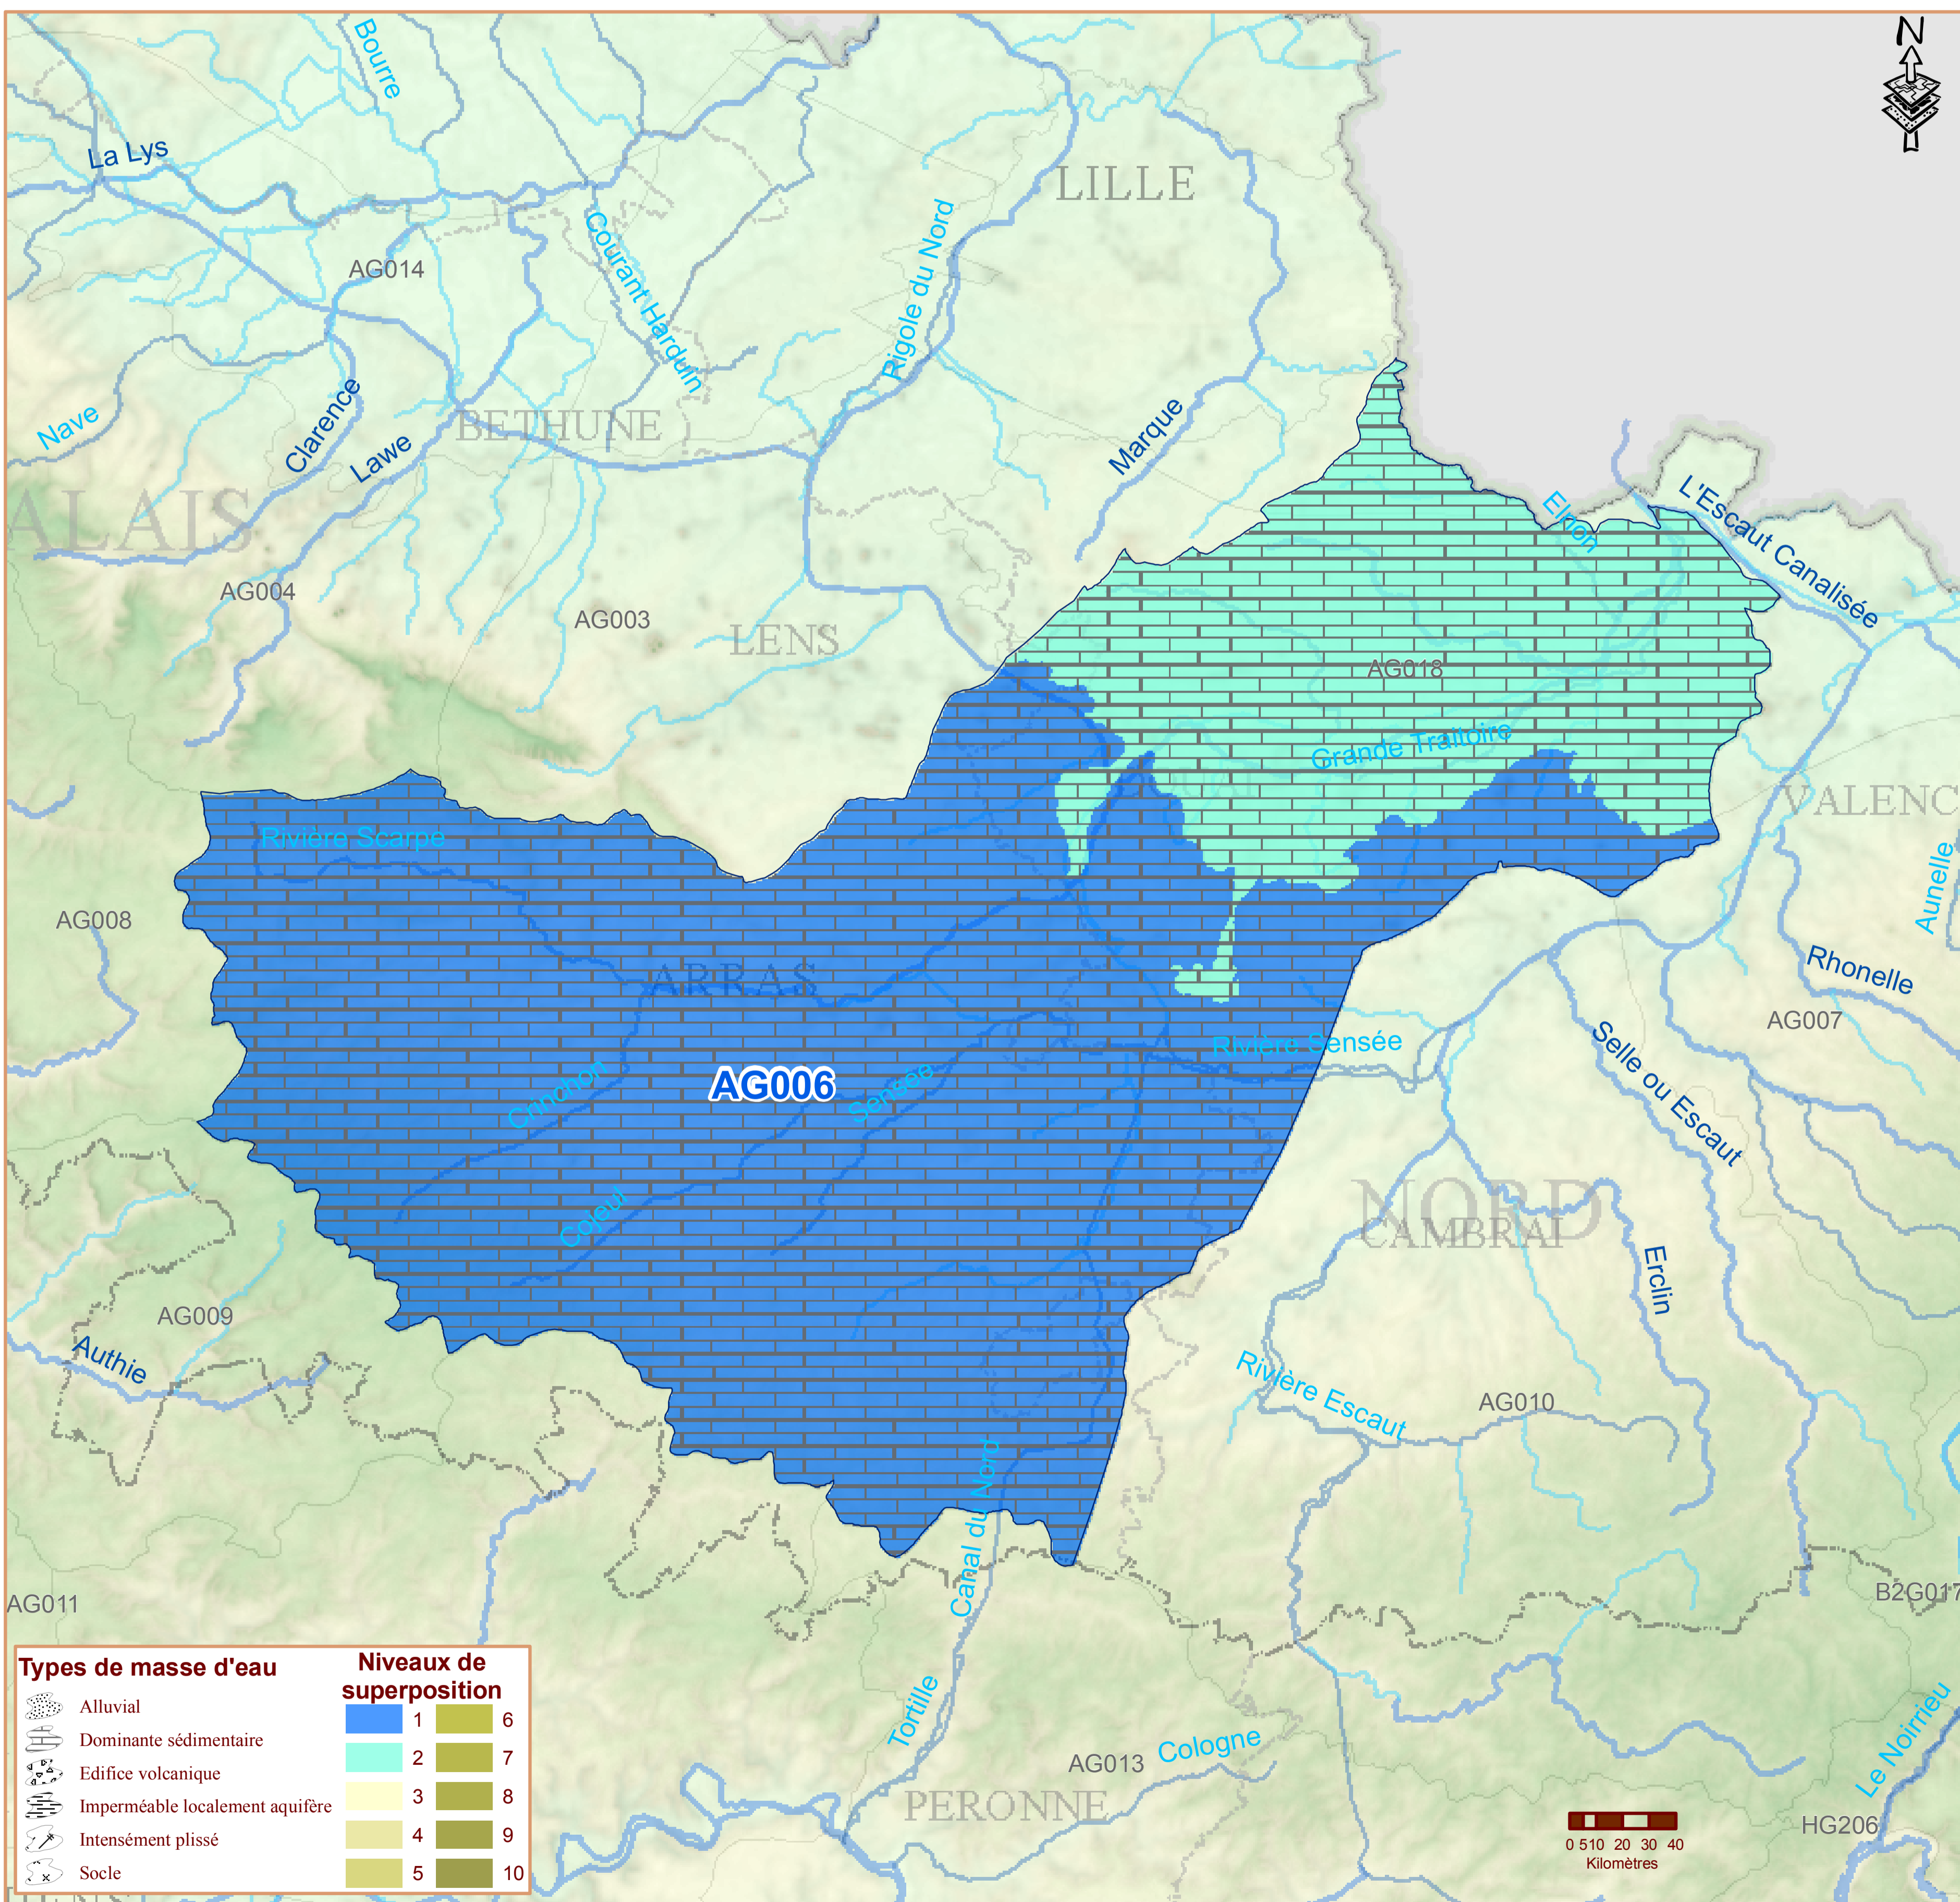 N
Bourre
La Lys
LILLE
Courant Harduin
Rigole du Nord
AG014
Clarence
Marque
Nave
BETHUNE
Lawe
ALAIS
Elnon
L'Escaut Canalisée
AG004
AG003
LENS
AG018
Grande Traitoire
VALENC
Rivière Scarpe
Aunelle
AG008
ARRAS
Rhonelle
AG007
Rivière Sensée
Selle ou Escaut
Crinchon
AG006
Sensée
Cojeul
NORD
CAMBRAI
Erclin
AG009
Authie
Rivière Escaut
AG010
Canal du Nord
AG011
B2G017
Tortille
Cologne
AG013
PERONNE
Le Noirrieu
HG206
Types de masse d'eau
Alluvial
Dominante sédimentaire
Edifice volcanique
Imperméable localement aquifère
Intensément plissé
Socle
Niveaux de
superposition
1 6
2 7
3 8
4 9
5 10
0 5 10 20 30 40
Kilomètres